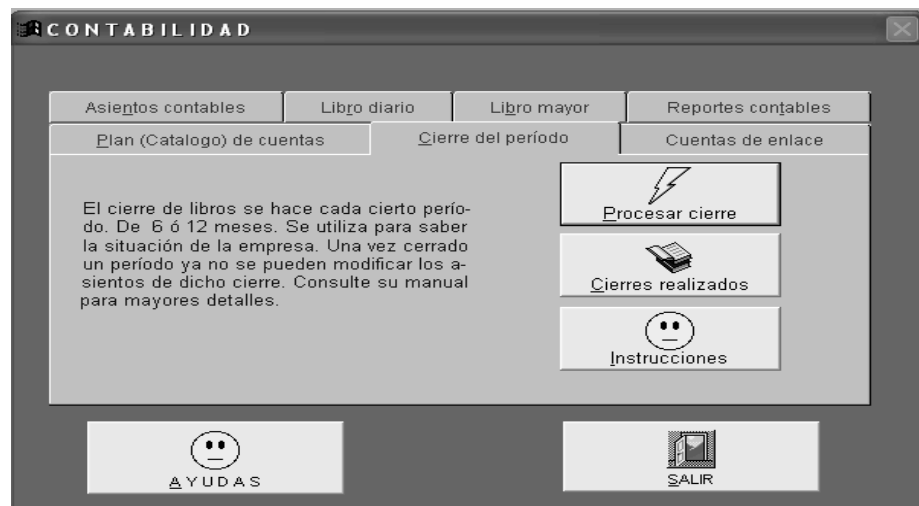 CONTABILIDAD
Asientos contables
Libro diario
Libro mayor
Reportes contables
Plan (Catalogo) de cuentas
Cierre del período
Cuentas de enlace
El cierre de libros se hace cada cierto perío-
do. De 6 ó 12 meses. Se utiliza para saber
la situación de la empresa. Una vez cerrado
un período ya no se pueden modificar los a-
sientos de dicho cierre. Consulte su manual
para mayores detalles.
Procesar cierre
Cierres realizados
Instrucciones
AYUDAS
SALIR